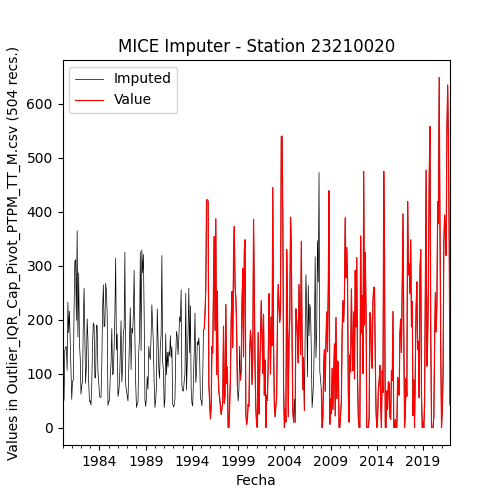 MICE Imputer - Station 23210020
Imputed
Value
Values in Outlier_IQR_Cap_Pivot_PTPM_TT_M.csv (504 recs.)
600
500
400
300
200
100
0
1984 1989 1994 1999 2004 2009 2014 2019
Fecha